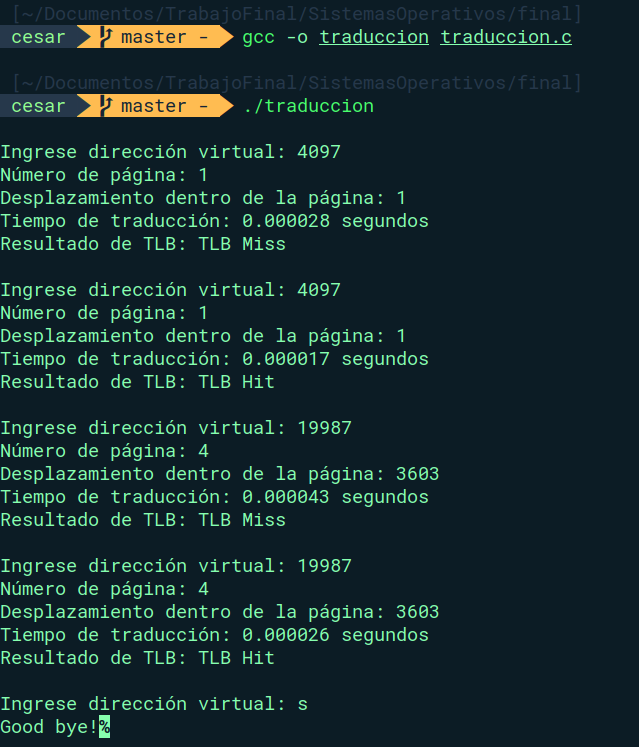 [~/Documentos/TrabajoFinal/SistemasOperativos/final]
cesar master - gcc -o traduccion traduccion.c
[~/Documentos/TrabajoFinal/SistemasOperativos/final]
cesar master - ./traduccion
Ingrese dirección virtual: 4097
Número de página: 1
Desplazamiento dentro de la página: 1
Tiempo de traducción: 0.000028 segundos
Resultado de TLB: TLB Miss
Ingrese dirección virtual: 4097
Número de página: 1
Desplazamiento dentro de la página: 1
Tiempo de traducción: 0.000017 segundos
Resultado de TLB: TLB Hit
Ingrese dirección virtual: 19987
Número de página: 4
Desplazamiento dentro de la página: 3603
Tiempo de traducción: 0.000043 segundos
Resultado de TLB: TLB Miss
Ingrese dirección virtual: 19987
Número de página: 4
Desplazamiento dentro de la página: 3603
Tiempo de traducción: 0.000026 segundos
Resultado de TLB: TLB Hit
Ingrese dirección virtual: s
Good bye!%